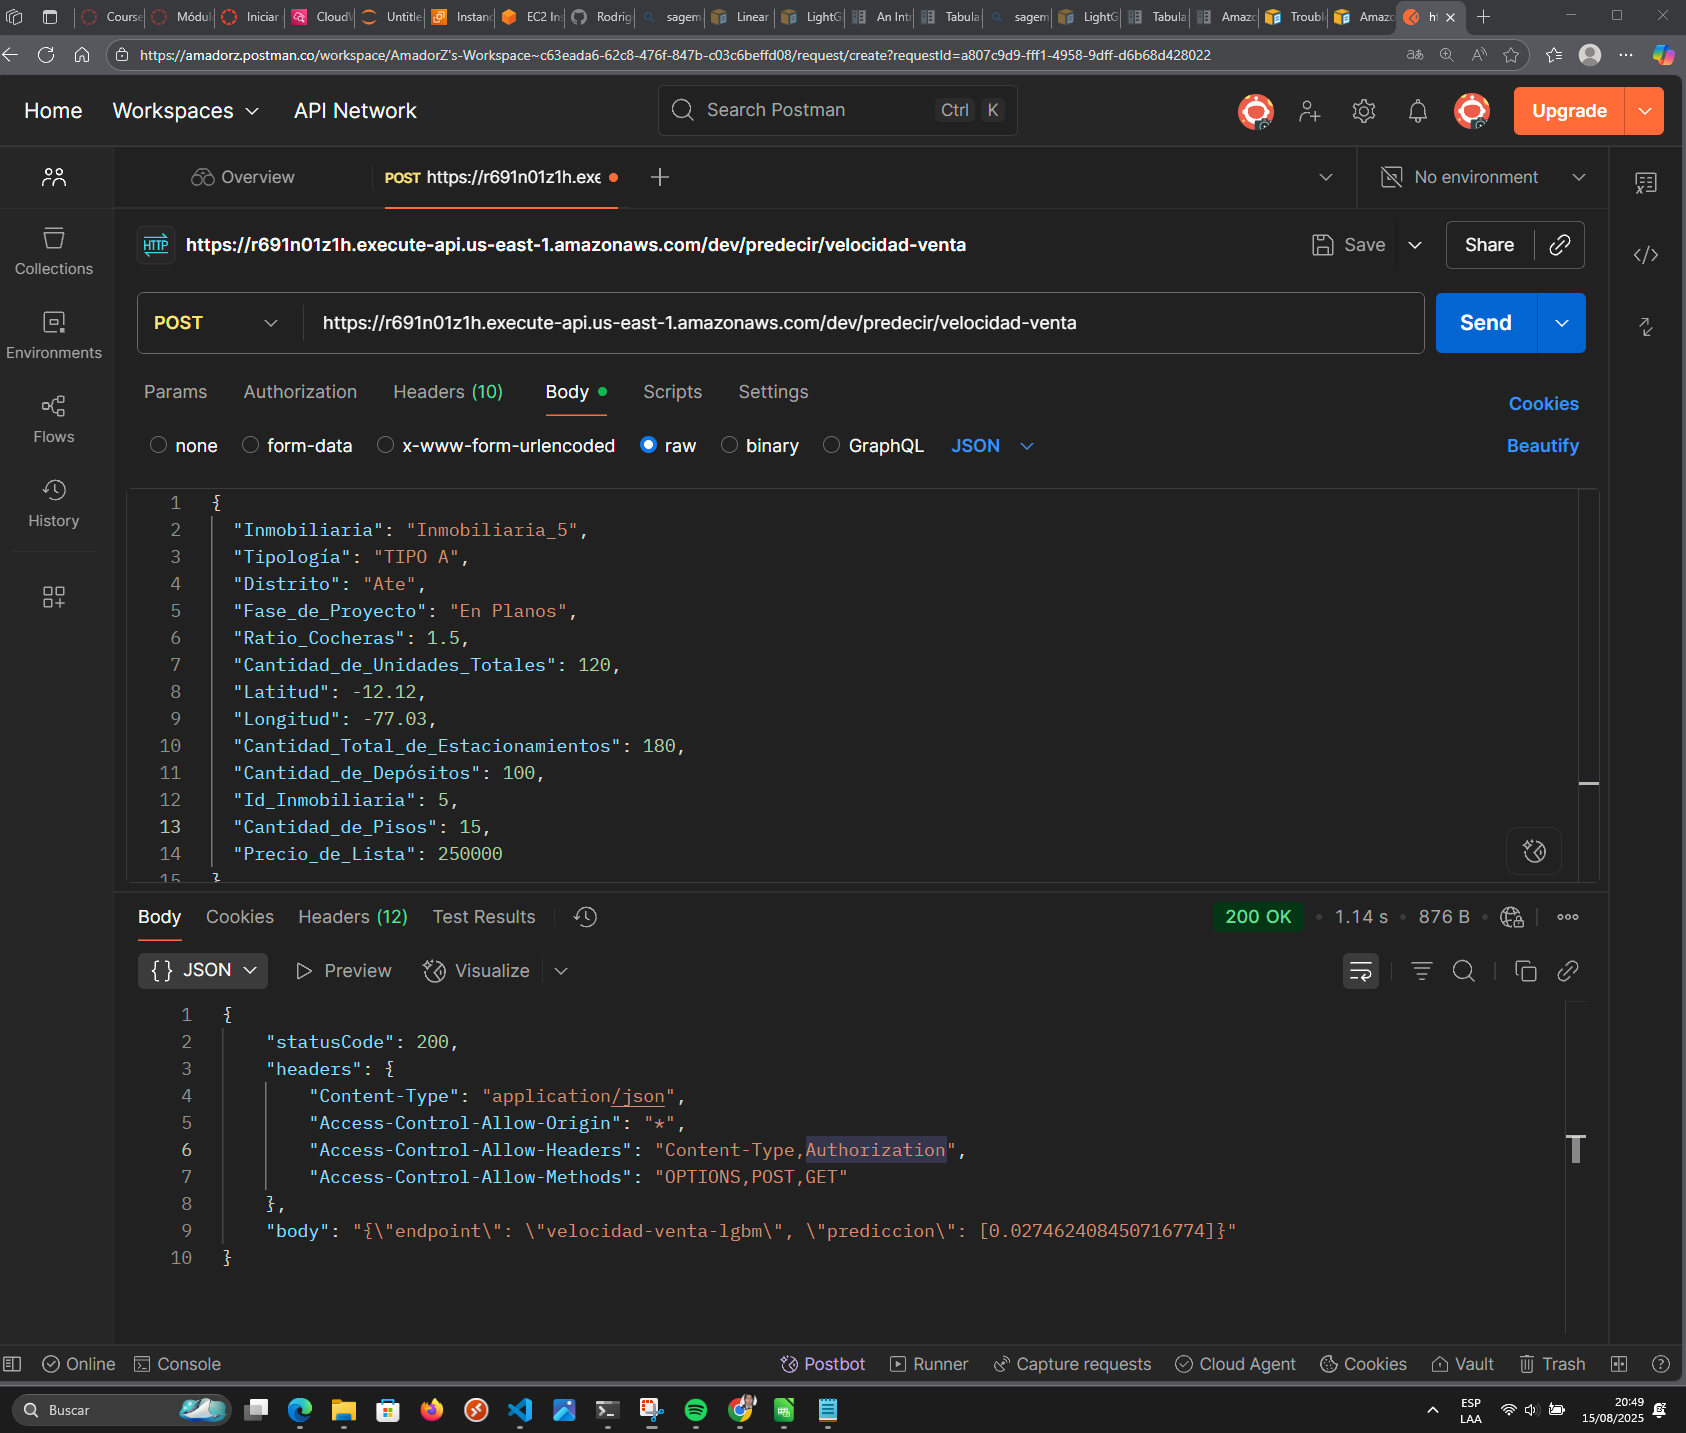 Course
Módul
Iniciar
CloudW
Untitle
Instanc
EC2 Ins
Rodrig
sagem
Linear
LightG
An Intr
Tabula
sagem
LightG
Tabula
Amazo
Troubl
Amazo
ht
https://amadorz.postman.co/workspace/AmadorZ's-Workspace~c63eada6-62c8-476f-847b-c03c6beffd08/request/create?requestId=a807c9d9-fff1-4958-9dff-d6b68d428022
Home Workspaces API Network Search Postman Ctrl K Upgrade
Overview POST https://r691n01z1h.exe No environment
HTTP https://r691n01z1h.execute-api.us-east-1.amazonaws.com/dev/predecir/velocidad-venta Save Share
POST https://r691n01z1h.execute-api.us-east-1.amazonaws.com/dev/predecir/velocidad-venta Send
Collections
Environments
Flows
History
Params Authorization Headers (10) Body Scripts Settings Cookies
none form-data x-www-form-urlencoded raw binary GraphQL JSON Beautify
1 {
2 "Inmobiliaria": "Inmobiliaria_5",
3 "Tipología": "TIPO A",
4 "Distrito": "Ate",
5 "Fase_de_Proyecto": "En Planos",
6 "Ratio_Cocheras": 1.5,
7 "Cantidad_de_Unidades_Totales": 120,
8 "Latitud": -12.12,
9 "Longitud": -77.03,
10 "Cantidad_Total_de_Estacionamientos": 180,
11 "Cantidad_de_Depósitos": 100,
12 "Id_Inmobiliaria": 5,
13 "Cantidad_de_Pisos": 15,
14 "Precio_de_Lista": 250000
15 }
Body Cookies Headers (12) Test Results 200 OK • 1.14 s • 876 B •
{} JSON Preview Visualize
1 {
2 "statusCode": 200,
3 "headers": {
4 "Content-Type": "application/json",
5 "Access-Control-Allow-Origin": "*",
6 "Access-Control-Allow-Headers": "Content-Type,Authorization",
7 "Access-Control-Allow-Methods": "OPTIONS,POST,GET"
8 },
9 "body": "{\"endpoint\": \"velocidad-venta-lgbm\", \"prediccion\": [0.027462408450716774]}"
10 }
Online Console Postbot Runner Capture requests Cloud Agent Cookies Vault Trash
Buscar
ESP
LAA
20:49
15/08/2025